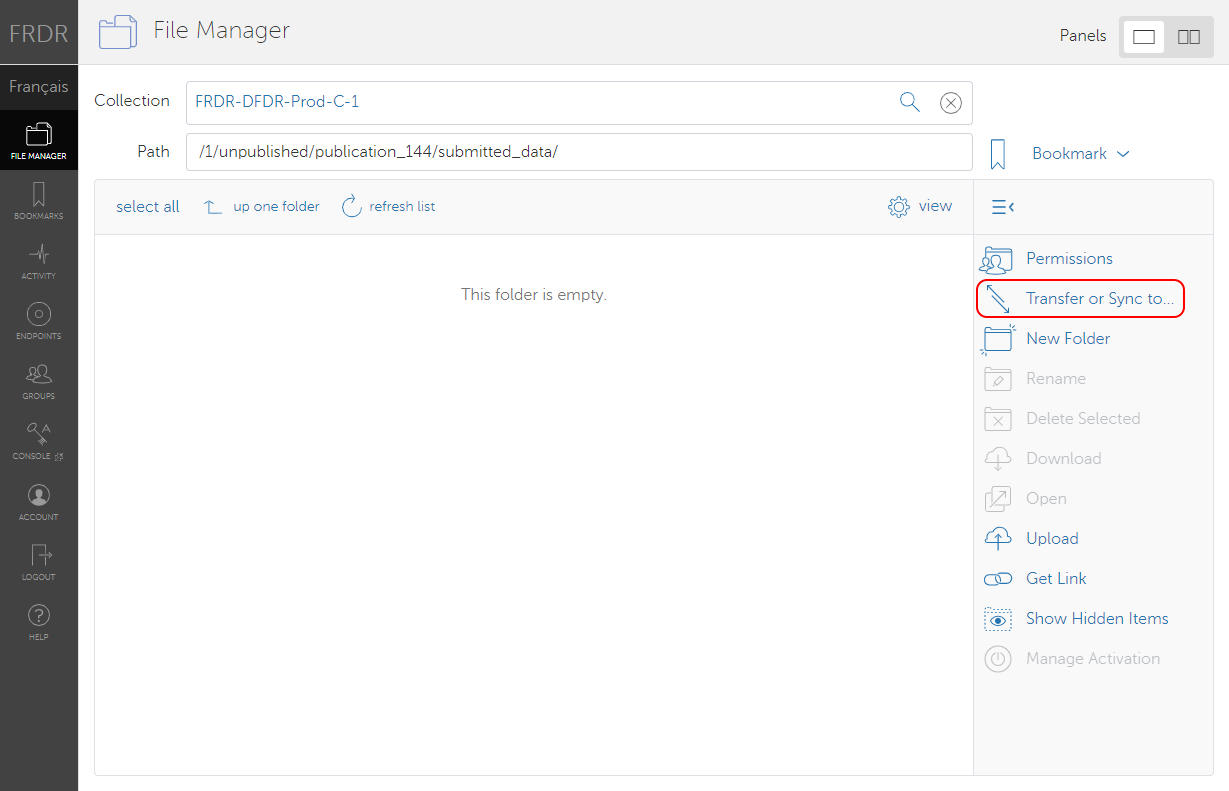 FRDR
File Manager
Panels
Français
Collection
FRDR-DFDR-Prod-C-1
Path
/1/unpublished/publication_144/submitted_data/
Bookmark
FILE MANAGER
BOOKMARKS
ACTIVITY
ENDPOINTS
GROUPS
CONSOLE
ACCOUNT
LOGOUT
HELP
select all
up one folder
refresh list
view
This folder is empty.
Permissions
Transfer or Sync to...
New Folder
Rename
Delete Selected
Download
Open
Upload
Get Link
Show Hidden Items
Manage Activation